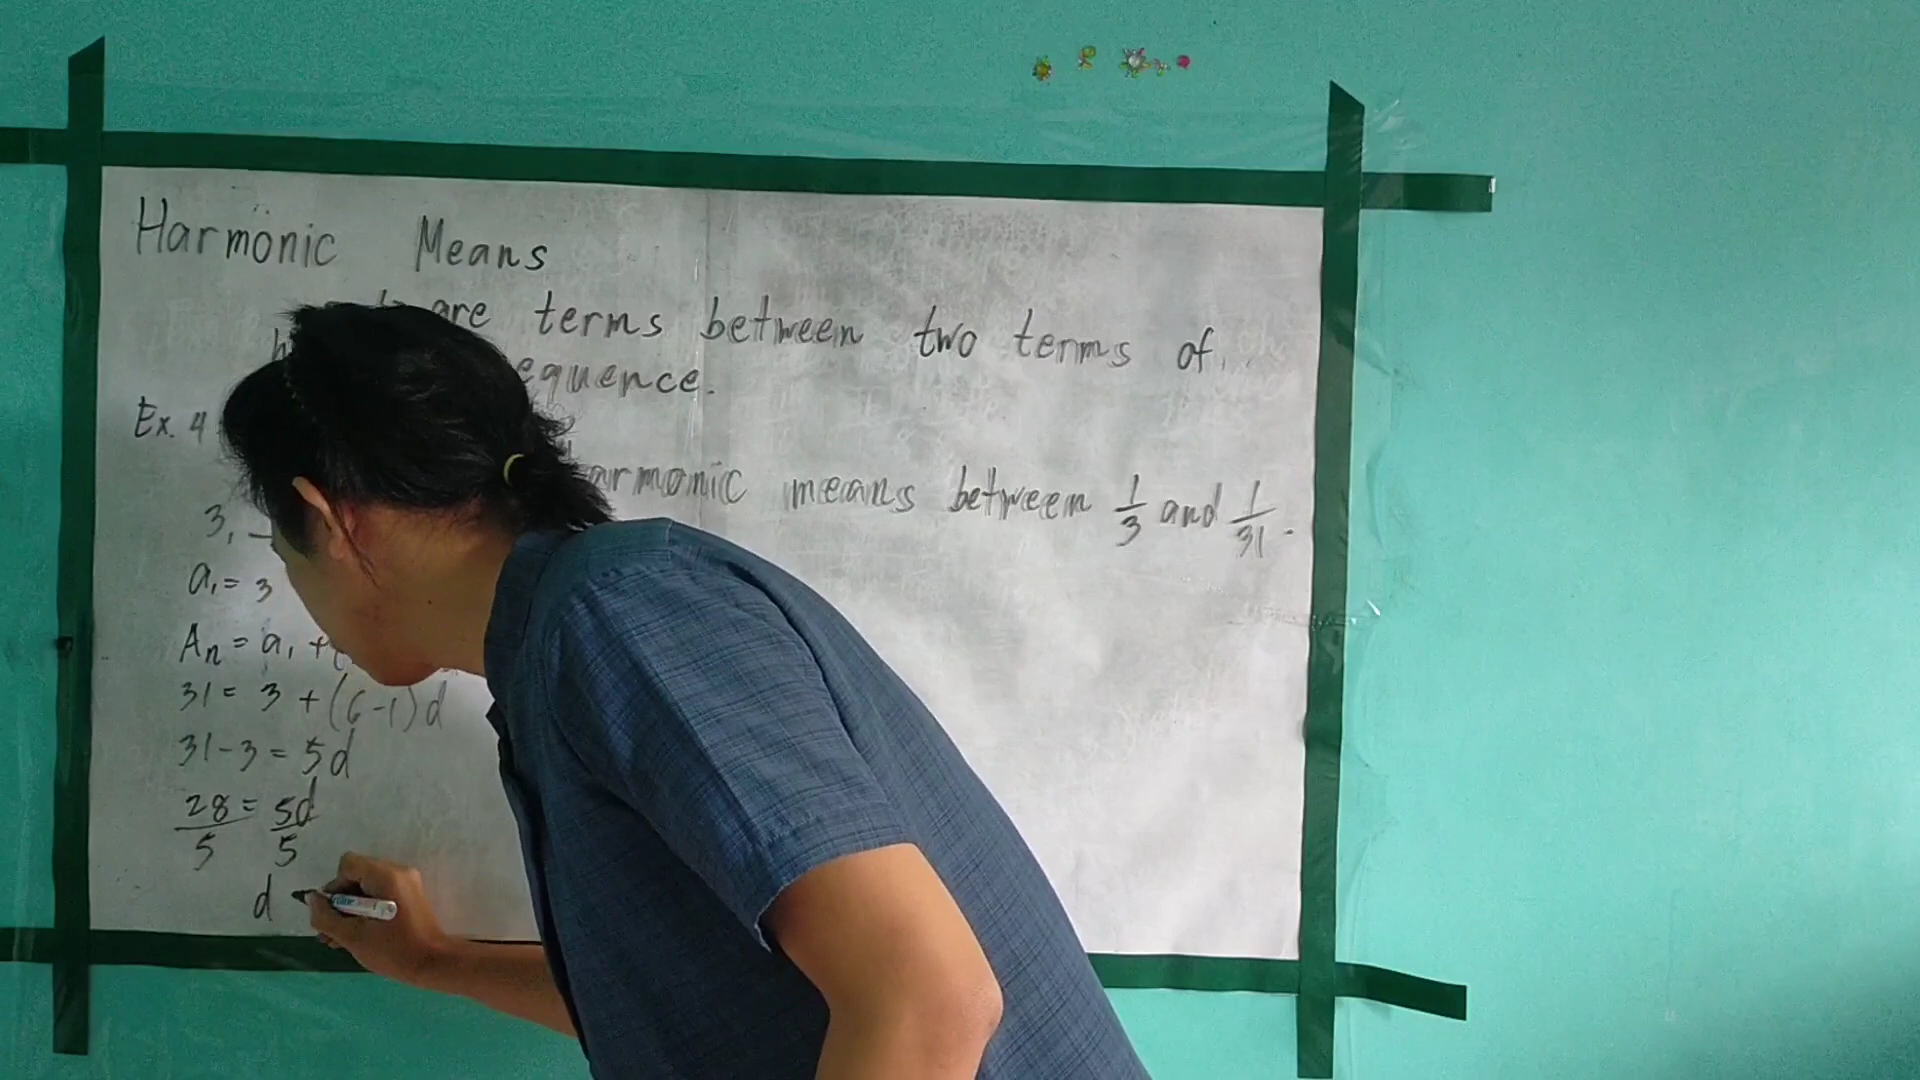 Harmonic Means
are terms between two terms of
equence.
Ex. 4
armonic means between 1/3 and 1/31.
3, _
a₁ = 3
Aₙ = a₁ + (
31 = 3 + (6-1)d
31-3 = 5d
28/5 = 5d/5
d